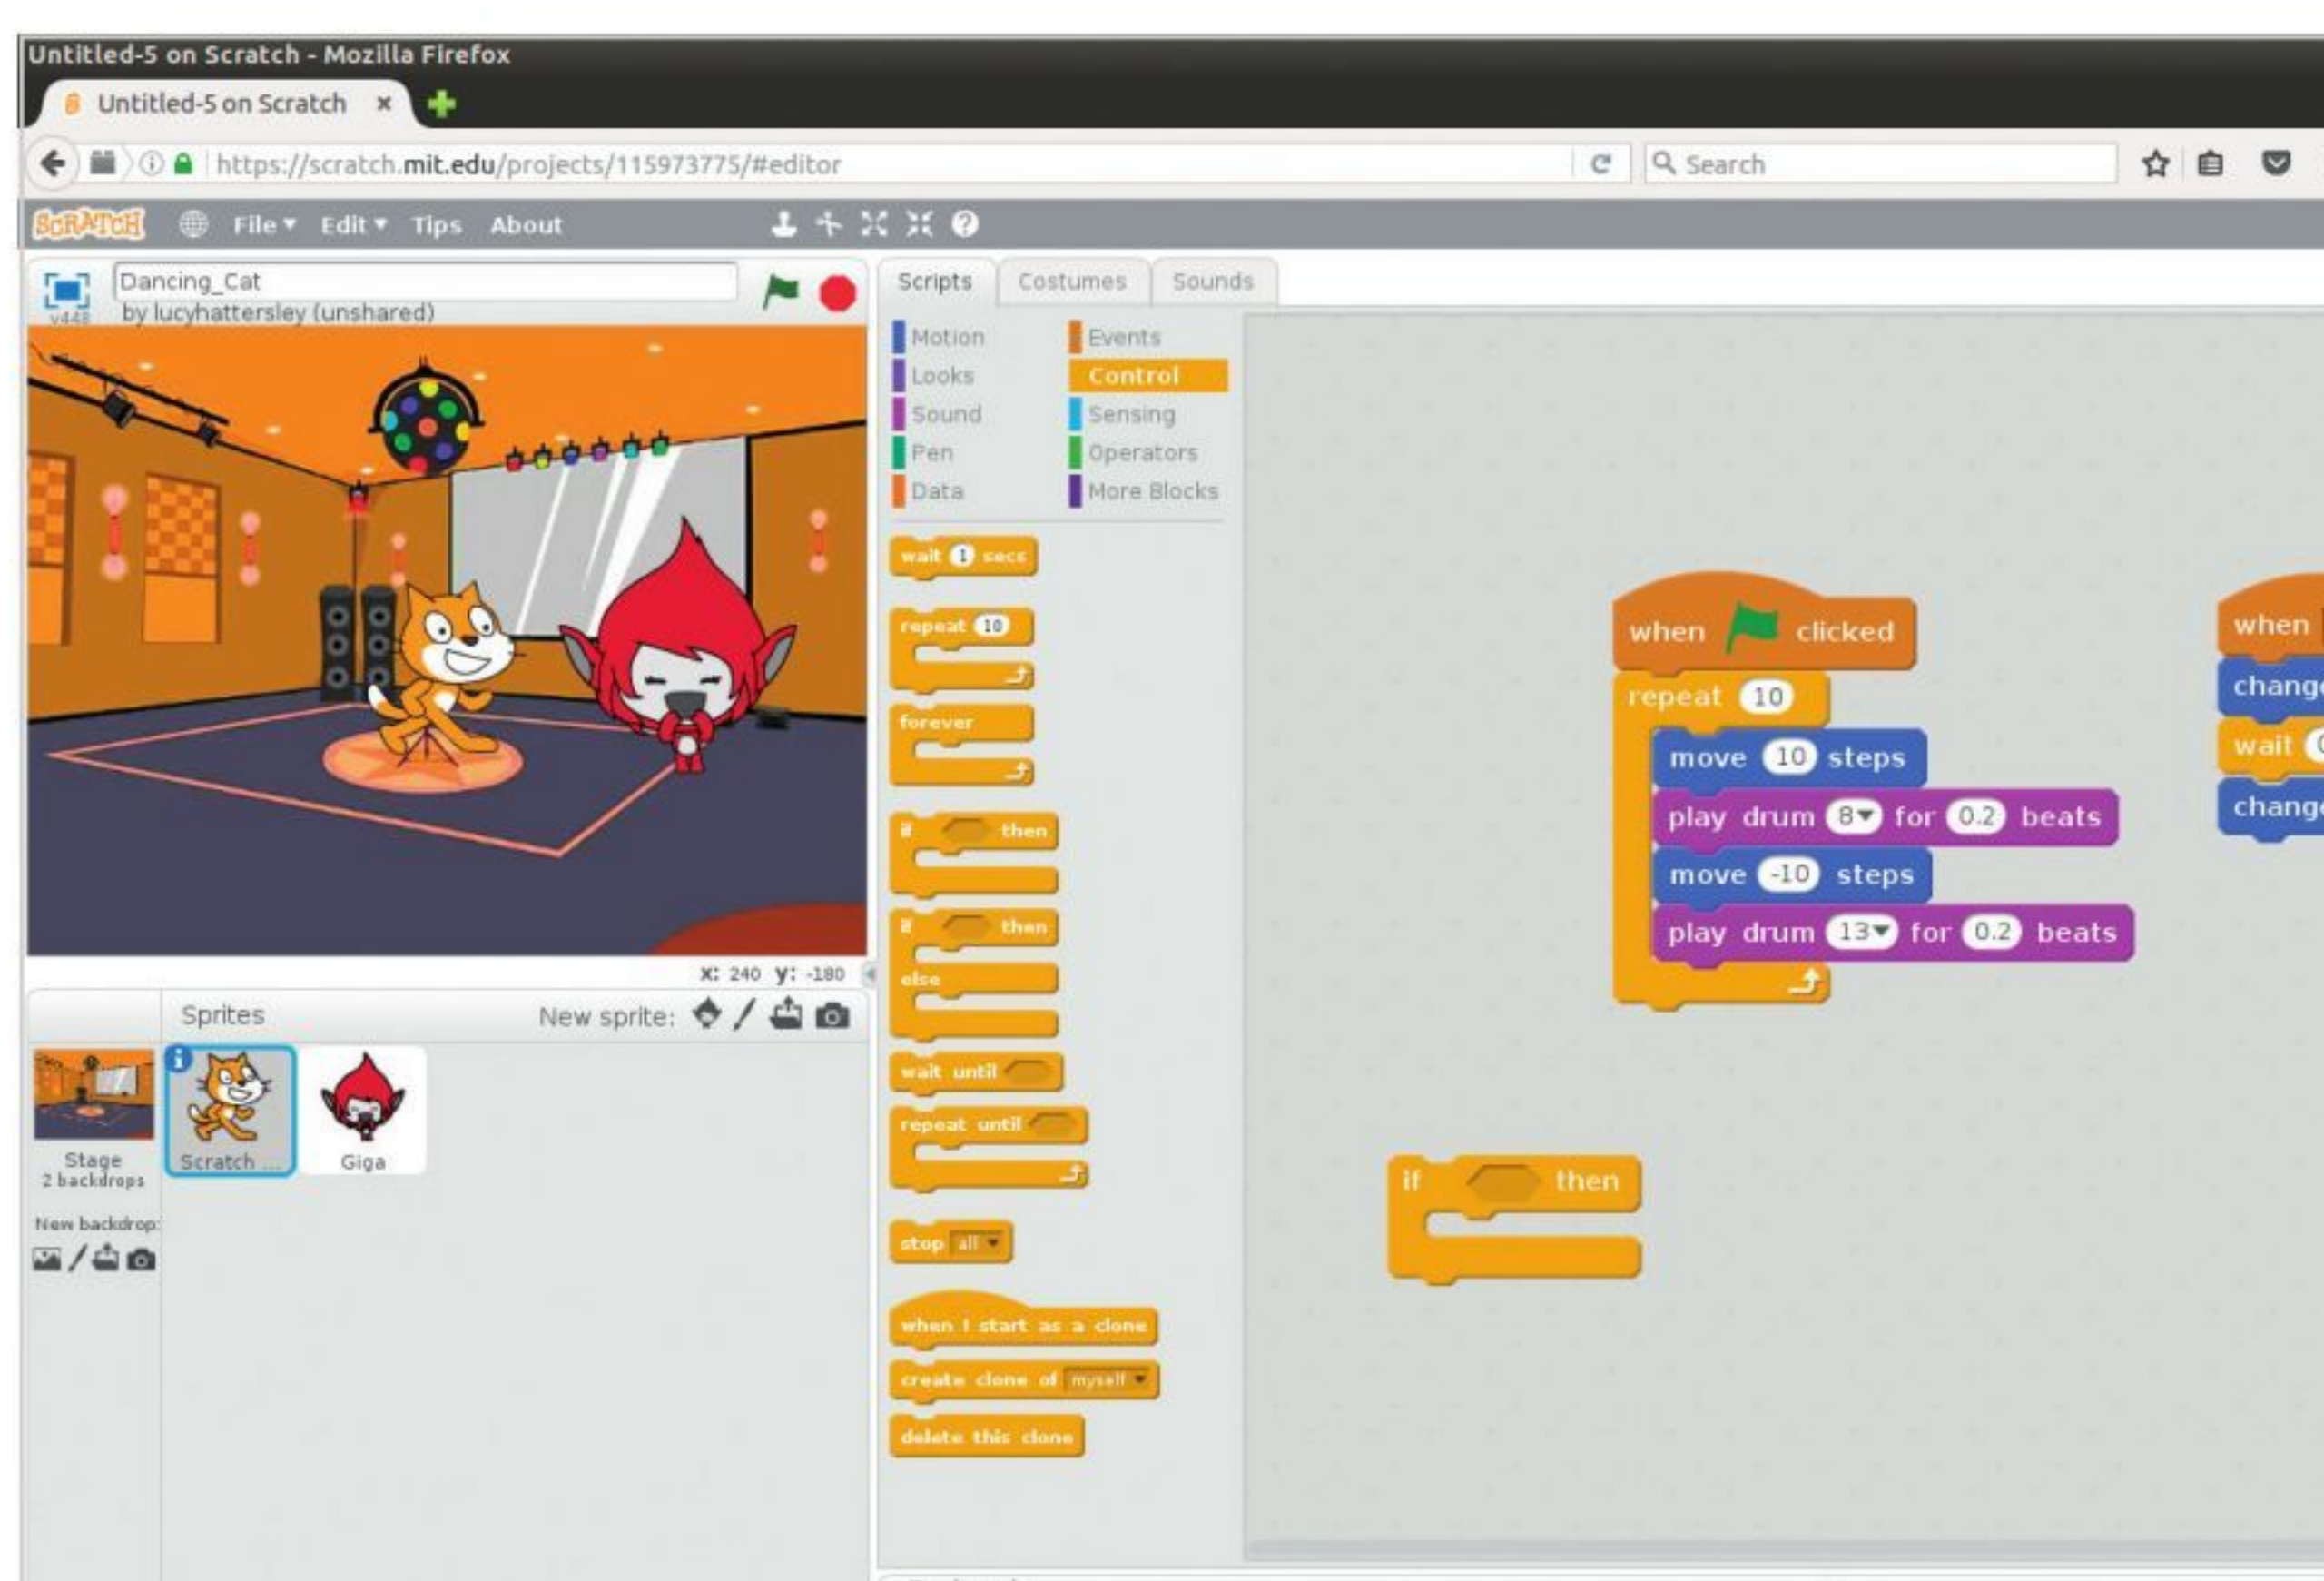 Untitled-5 on Scratch - Mozilla Firefox
Untitled-5 on Scratch
https://scratch.mit.edu/projects/115973775/#editor
Search
SCRATCH File Edit Tips About
Dancing_Cat
by lucyhattersley (unshared)
v448
Scripts Costumes Sounds
Motion Events
Looks Control
Sound Sensing
Pen Operators
Data More Blocks
wait 1 secs
repeat 10
forever
if then
if then
else
wait until
repeat until
stop all
when I start as a clone
create clone of myself
delete this clone
when clicked
repeat 10
move 10 steps
play drum 8 for 0.2 beats
move -10 steps
play drum 13 for 0.2 beats
if then
when
change
wait
change
x: 240 y: -180
Sprites New sprite:
Stage
2 backdrops
New backdrop:
Scratch ...
Giga